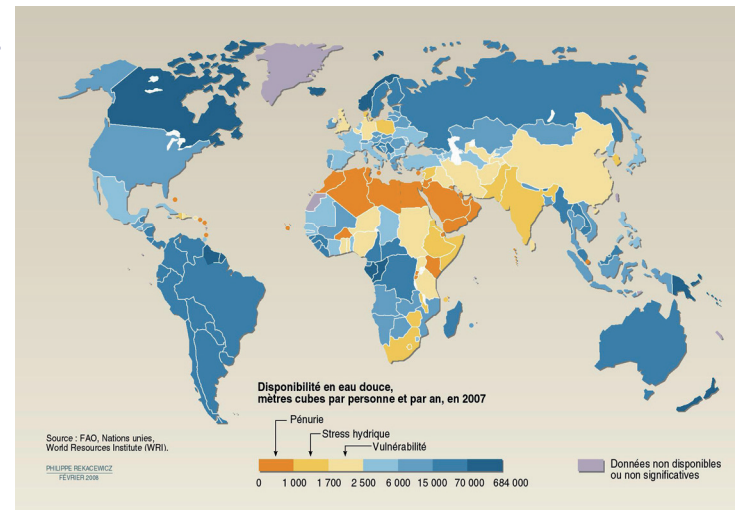 Disponibilité en eau douce,
mètres cubes par personne et par an, en 2007
Pénurie
Stress hydrique
Vulnérabilité
0 1 000 1 700 2 500 6 000 15 000 70 000 684 000
Source : FAO, Nations unies,
World Resources Institute (WRI).
PHILIPPE REKACEWICZ
FÉVRIER 2008
Données non disponibles
ou non significatives